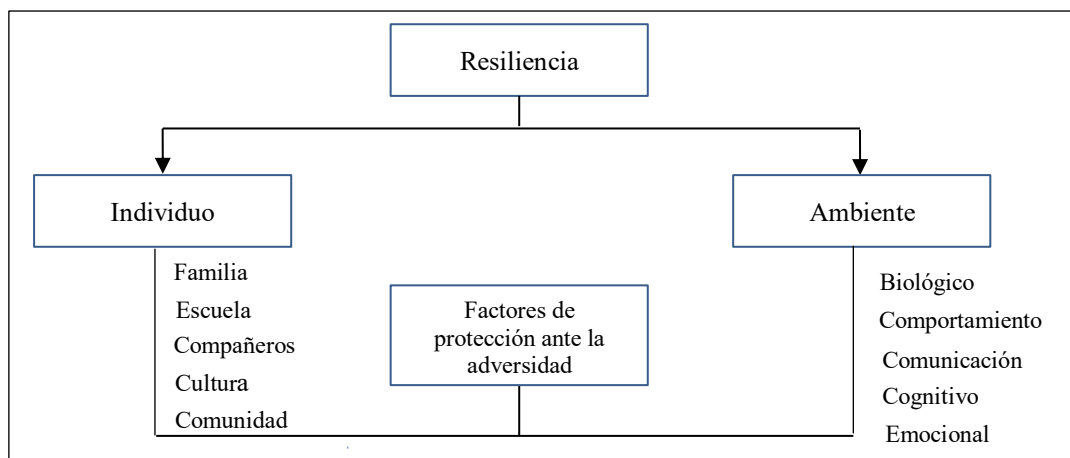 Resiliencia
Individuo
Ambiente
Familia
Escuela
Compañeros
Cultura
Comunidad
Factores de
protección ante la
adversidad
Biológico
Comportamiento
Comunicación
Cognitivo
Emocional